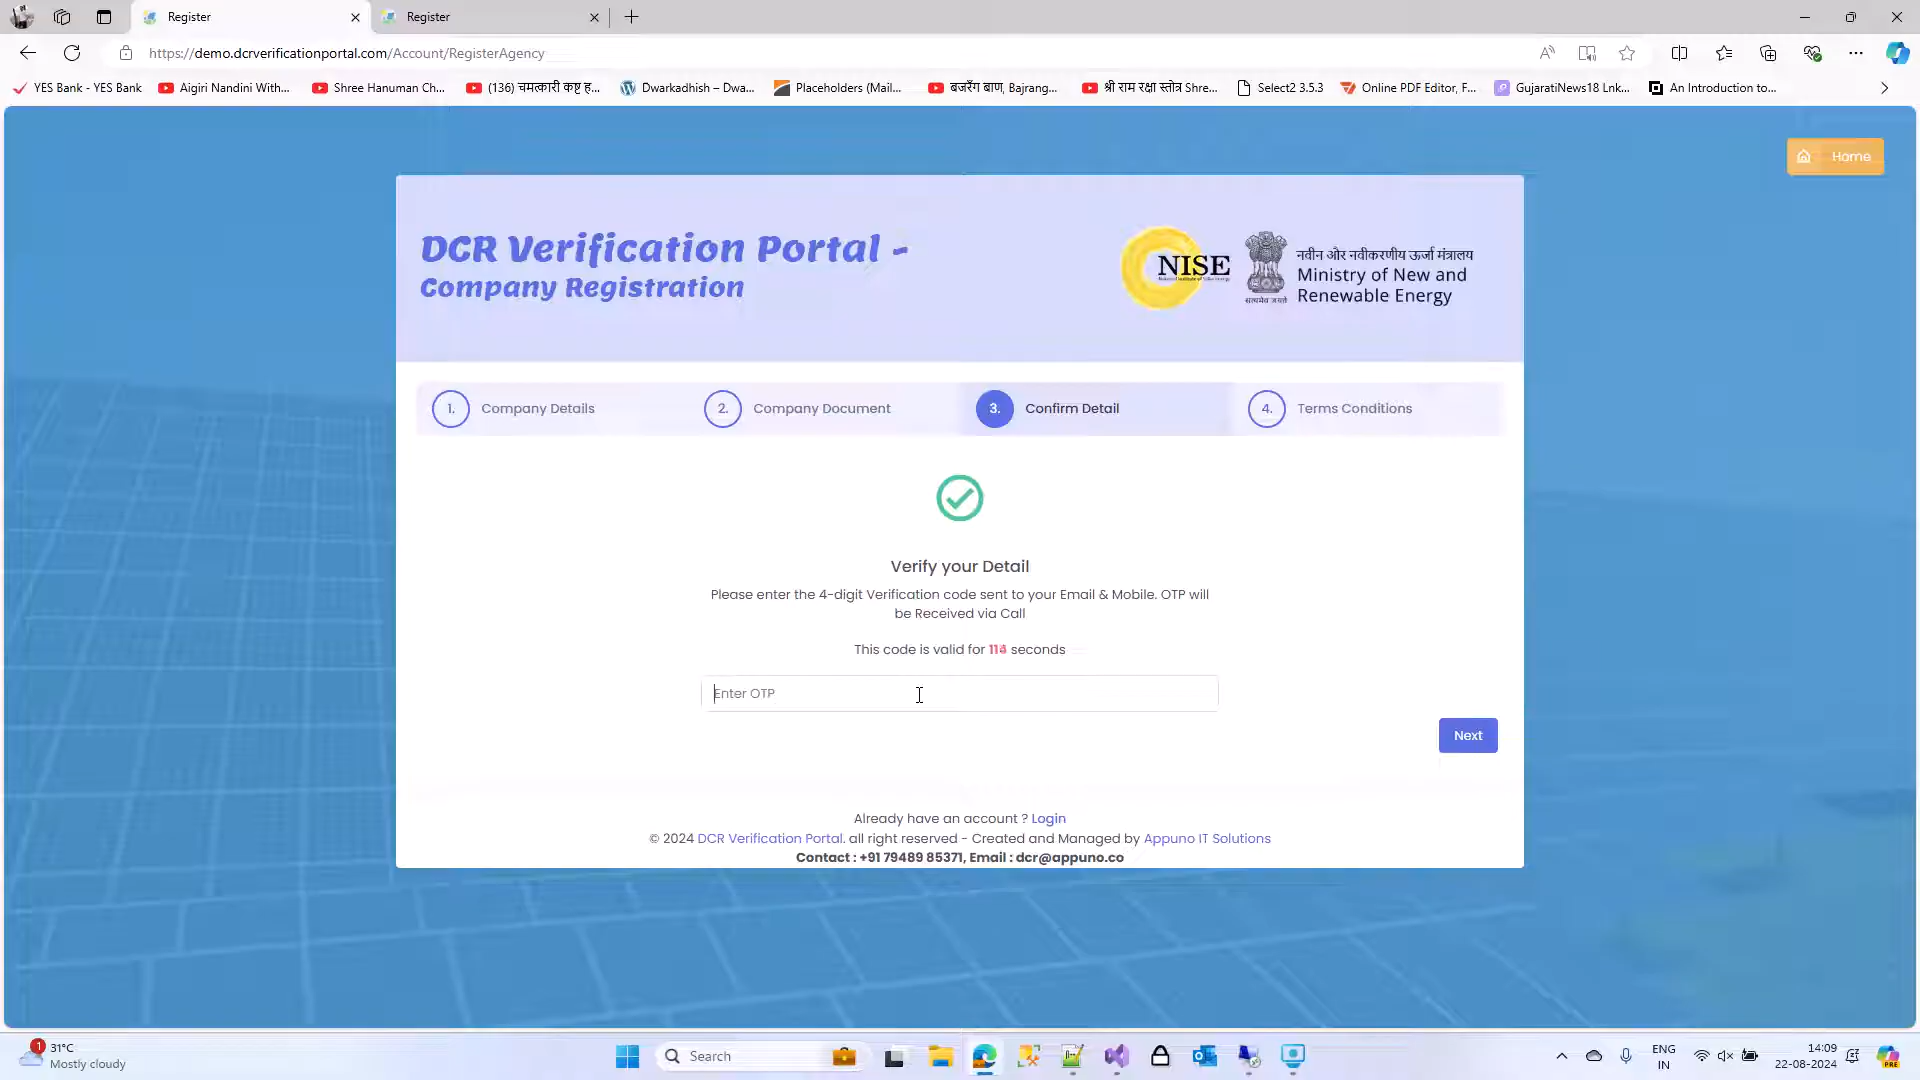 Register
Register
https://demo.dcrverificationportal.com/Account/RegisterAgency
YES Bank - YES Bank
Aigiri Nandini With...
Shree Hanuman Ch...
(136) चमत्कारी कष्ट ह...
Dwarkadhish – Dwa...
Placeholders (Mail...
बजरँग बाण, Bajrang...
श्री राम रक्षा स्तोत्र Shre...
Select2 3.5.3
Online PDF Editor, F...
GujaratiNews18 Lnk...
An Introduction to...
Home
DCR Verification Portal -
Company Registration
NISE
सत्यमेव जयते
नवीन और नवीकरणीय ऊर्जा मंत्रालय
Ministry of New and
Renewable Energy
1. Company Details
2. Company Document
3. Confirm Detail
4. Terms Conditions
Verify your Detail
Please enter the 4-digit Verification code sent to your Email & Mobile. OTP will
be Received via Call
This code is valid for seconds
Enter OTP
Next
Already have an account ? Login
© 2024 DCR Verification Portal. all right reserved - Created and Managed by Appuno IT Solutions
Contact : +91 79489 85371, Email : dcr@appuno.co
1
31°C
Mostly cloudy
Search
ENG
IN
14:09
22-08-2024
PRE